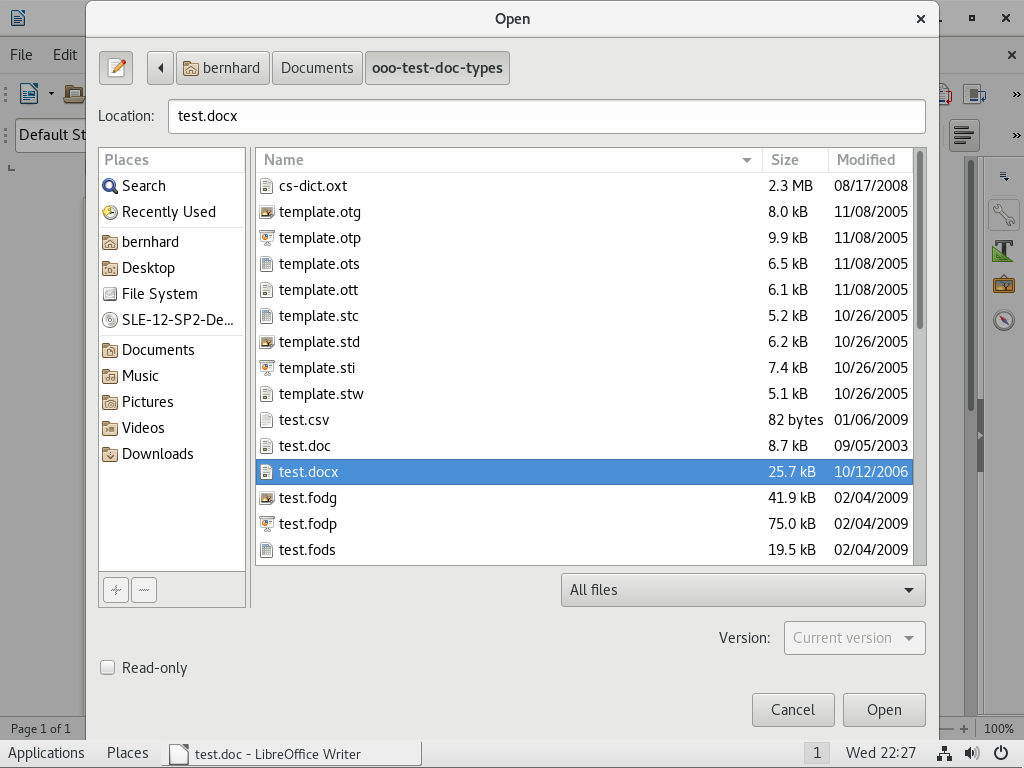 Open
File Edit
bernhard Documents ooo-test-doc-types
Location: test.docx
Default St
Places
Search
Recently Used
bernhard
Desktop
File System
SLE-12-SP2-De...
Documents
Music
Pictures
Videos
Downloads
Name Size Modified
cs-dict.oxt 2.3 MB 08/17/2008
template.otg 8.0 kB 11/08/2005
template.otp 9.9 kB 11/08/2005
template.ots 6.5 kB 11/08/2005
template.ott 6.1 kB 11/08/2005
template.stc 5.2 kB 10/26/2005
template.std 6.2 kB 10/26/2005
template.sti 7.4 kB 10/26/2005
template.stw 5.1 kB 10/26/2005
test.csv 82 bytes 01/06/2009
test.doc 8.7 kB 09/05/2003
test.docx 25.7 kB 10/12/2006
test.fodg 41.9 kB 02/04/2009
test.fodp 75.0 kB 02/04/2009
test.fods 19.5 kB 02/04/2009
All files
Version: Current version
Read-only
Cancel Open
Page 1 of 1 100%
Applications Places test.doc - LibreOffice Writer 1 Wed 22:27